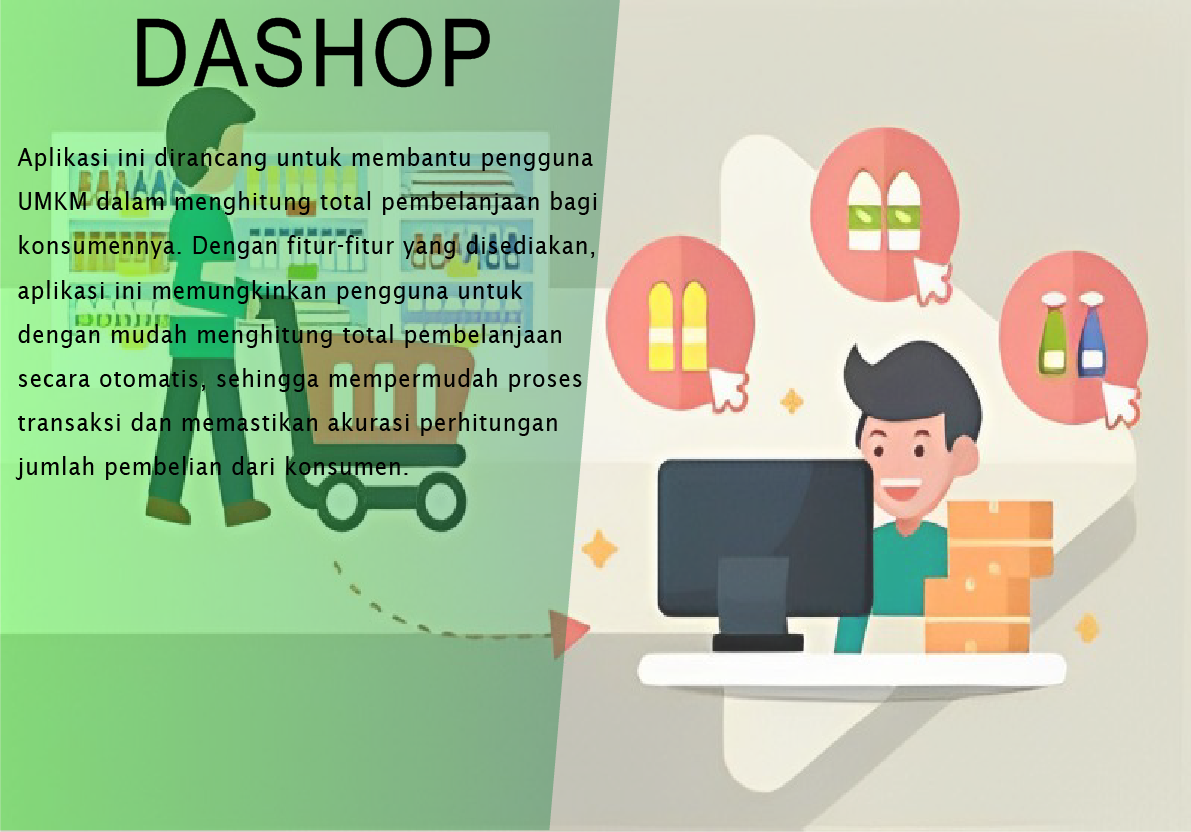 DASHOP
Aplikasi ini dirancang untuk membantu pengguna
UMKM dalam menghitung total pembelanjaan bagi
konsumennya. Dengan fitur-fitur yang disediakan,
aplikasi ini memungkinkan pengguna untuk
dengan mudah menghitung total pembelanjaan
secara otomatis, sehingga mempermudah proses
transaksi dan memastikan akurasi perhitungan
jumlah pembelian dari konsumen.